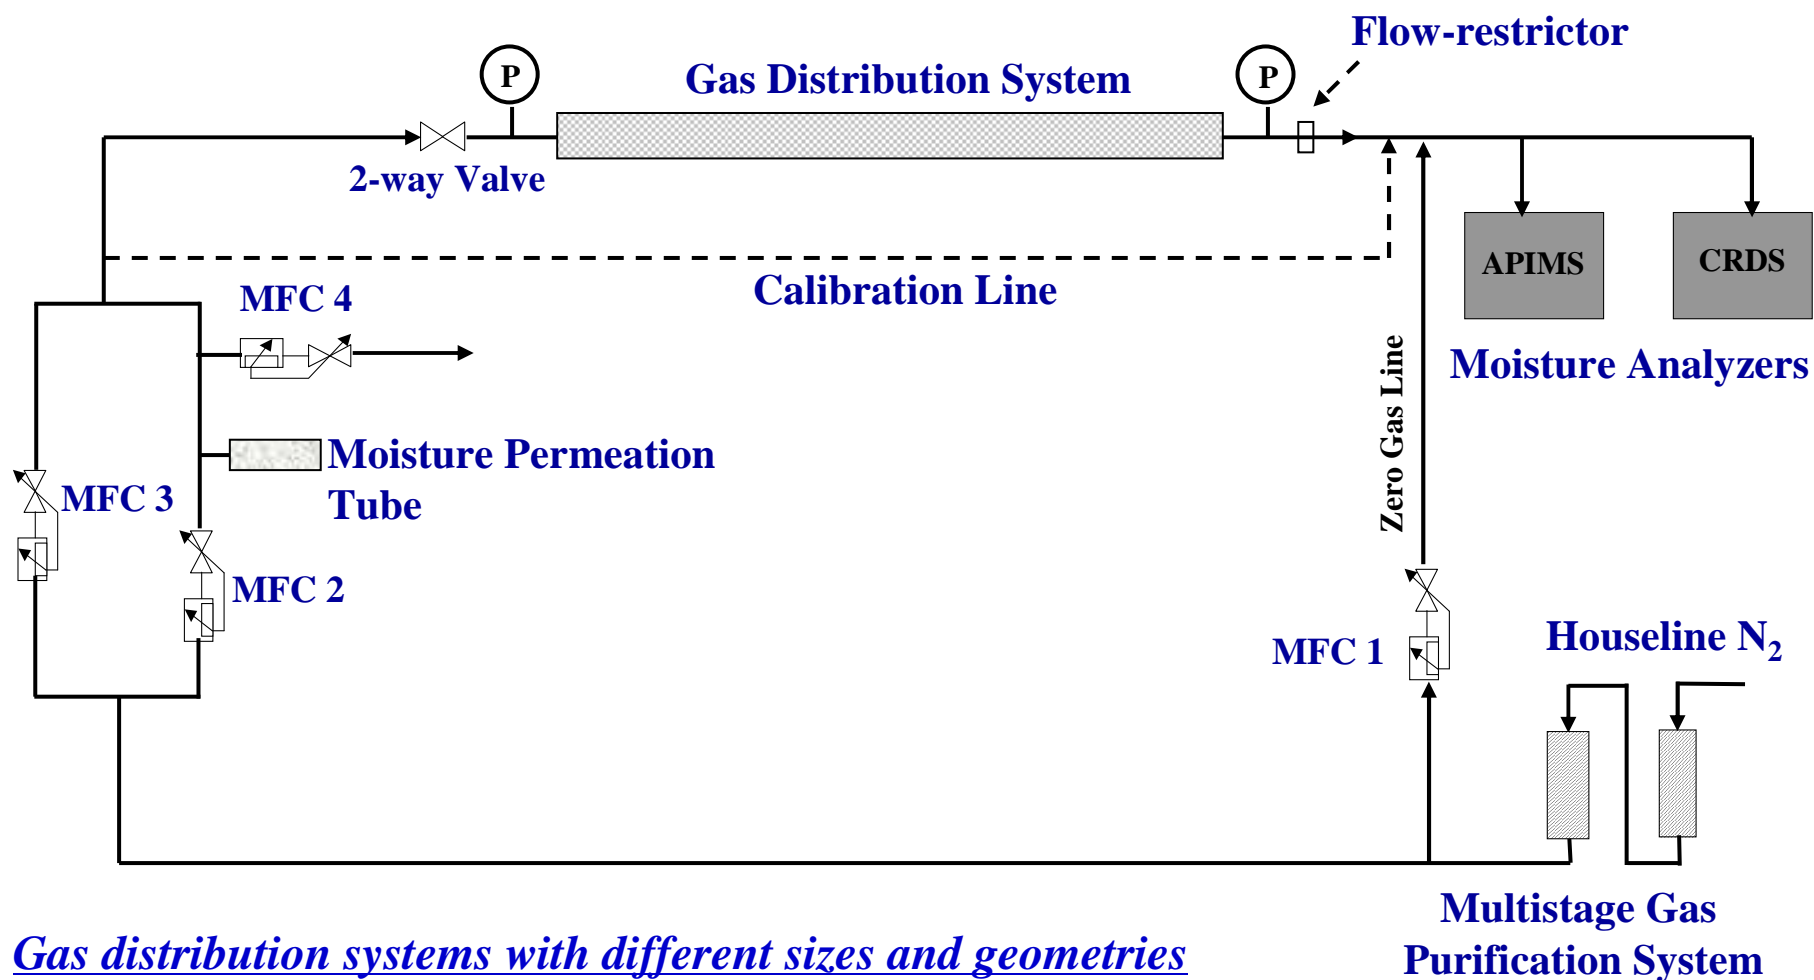 Flow-restrictor
P
Gas Distribution System
P
2-way Valve
APIMS
CRDS
MFC 4
Calibration Line
Moisture Analyzers
Zero Gas Line
Moisture Permeation
Tube
MFC 3
MFC 2
MFC 1
Houseline N₂
Multistage Gas
Purification System
Gas distribution systems with different sizes and geometries